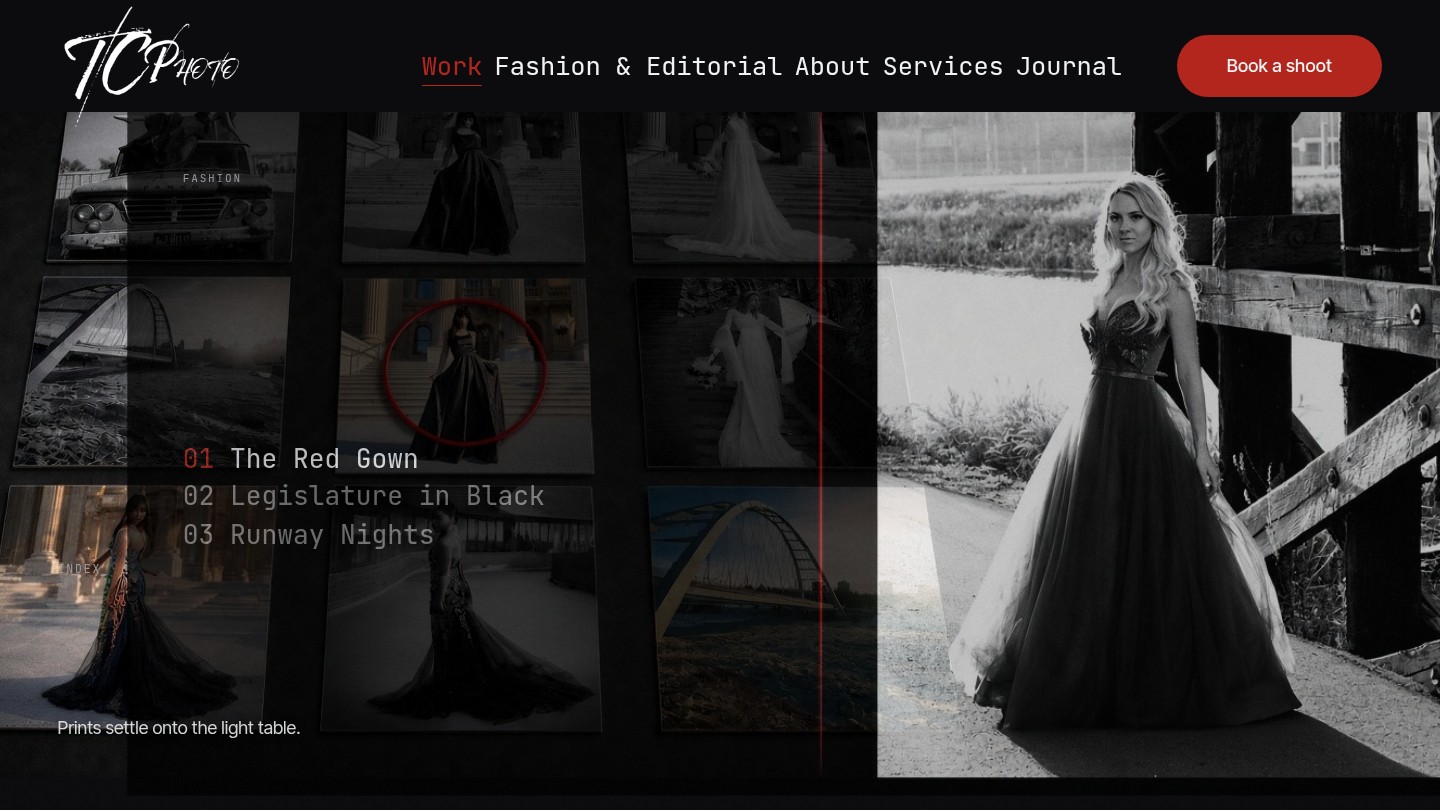 TCPHOTO
Work Fashion & Editorial About Services Journal
Book a shoot
FASHION
01 The Red Gown
02 Legislature in Black
03 Runway Nights
NDEX
Prints settle onto the light table.